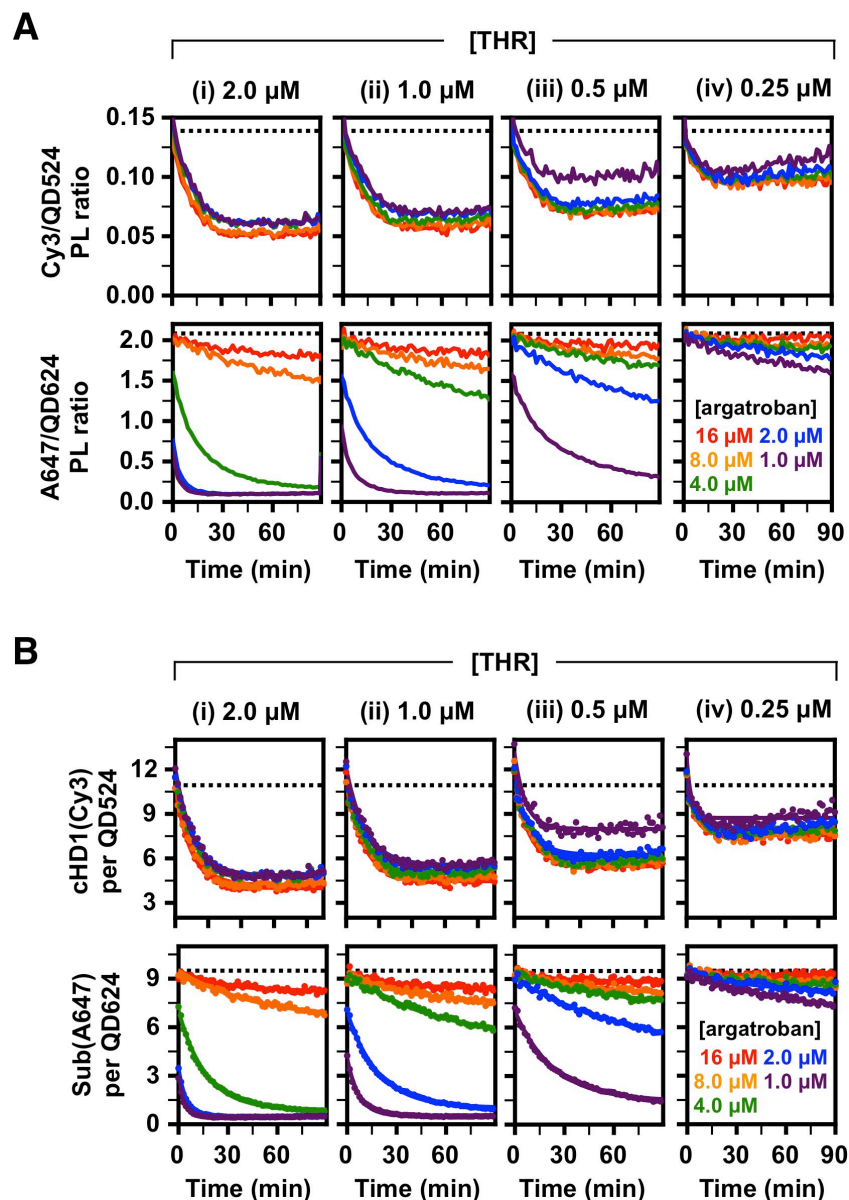 A
[THR]
(i) 2.0 µM (ii) 1.0 µM (iii) 0.5 µM (iv) 0.25 µM
Cy3/QD524
PL ratio
0.15
0.10
0.05
0.00
A647/QD624
PL ratio
2.0
1.5
1.0
0.5
0.0
[argatroban]
16 µM 2.0 µM
8.0 µM 1.0 µM
4.0 µM
0 30 60 0 30 60 0 30 60 0 30 60 90
Time (min) Time (min) Time (min) Time (min)
B
[THR]
(i) 2.0 µM (ii) 1.0 µM (iii) 0.5 µM (iv) 0.25 µM
cHD1(Cy3)
per QD524
12
9
6
3
Sub(A647)
per QD624
9
6
3
0
[argatroban]
16 µM 2.0 µM
8.0 µM 1.0 µM
4.0 µM
0 30 60 0 30 60 0 30 60 0 30 60 90
Time (min) Time (min) Time (min) Time (min)